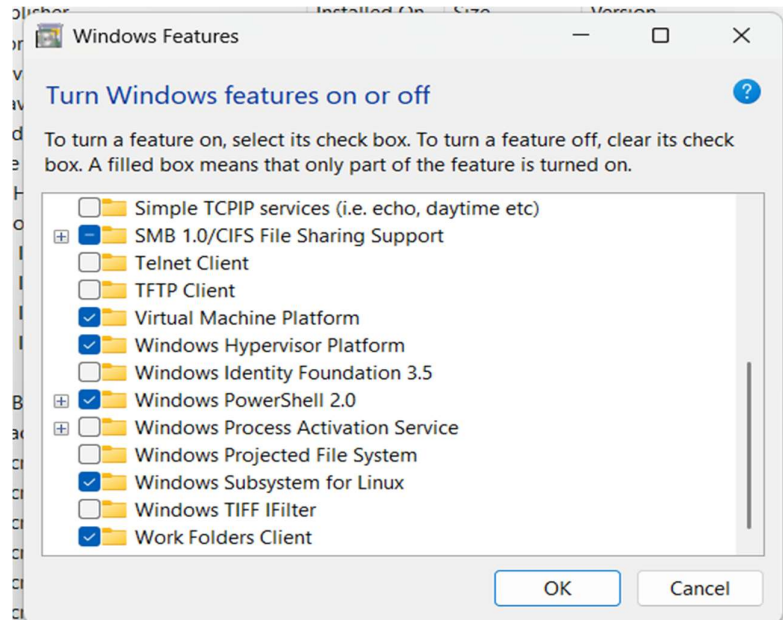 Installed On Size Version
Windows Features
Turn Windows features on or off
To turn a feature on, select its check box. To turn a feature off, clear its check
box. A filled box means that only part of the feature is turned on.
Simple TCPIP services (i.e. echo, daytime etc)
SMB 1.0/CIFS File Sharing Support
Telnet Client
TFTP Client
Virtual Machine Platform
Windows Hypervisor Platform
Windows Identity Foundation 3.5
Windows PowerShell 2.0
Windows Process Activation Service
Windows Projected File System
Windows Subsystem for Linux
Windows TIFF IFilter
Work Folders Client
OK Cancel